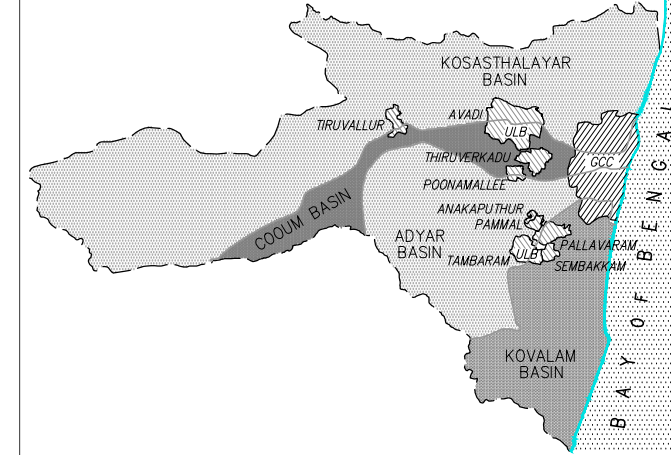 KOSASTHALAYAR
BASIN
AVADI
TIRUVALLUR
ULB
THIRUVERKADU
GCC
POONAMALLEE
COOUM BASIN
ANAKAPUTHUR
PAMMAL
ADYAR
BASIN
PALLAVARAM
TAMBARAM
ULB
SEMBAKKAM
KOVALAM
BASIN
BAY OF BENGAL